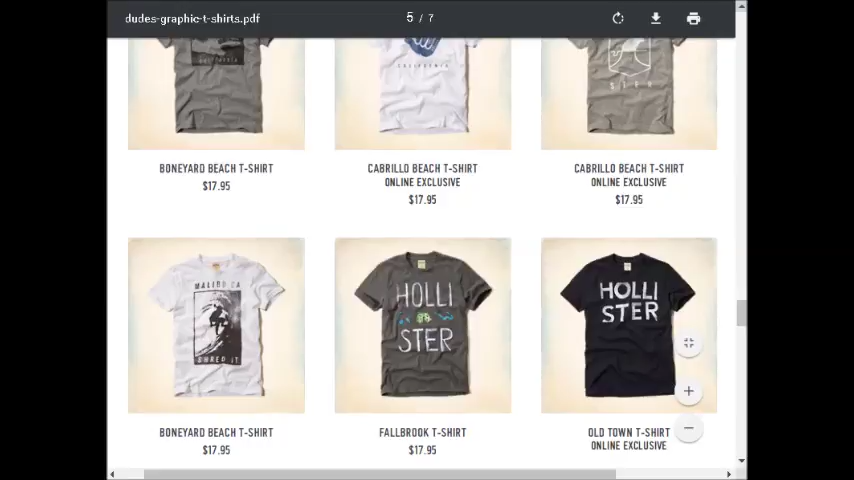 dudes-graphic-t-shirts.pdf
5 / 7
CALIFORNIA
CALIFORNIA
BONEYARD BEACH T-SHIRT
$17.95
CABRILLO BEACH T-SHIRT
ONLINE EXCLUSIVE
$17.95
CABRILLO BEACH T-SHIRT
ONLINE EXCLUSIVE
$17.95
MALIBU CA
SHRED IT
HOLLI
STER
HOLLI
STER
BONEYARD BEACH T-SHIRT
$17.95
FALLBROOK T-SHIRT
$17.95
OLD TOWN T-SHIRT
ONLINE EXCLUSIVE